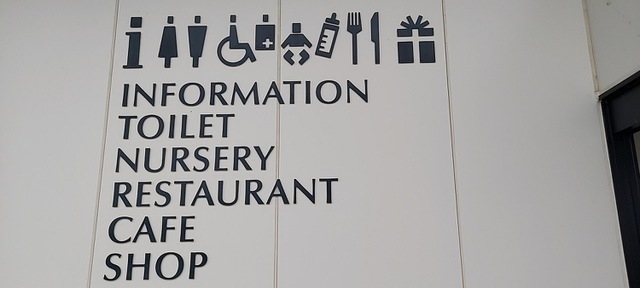 INFORMATION
TOILET
NURSERY
RESTAURANT
CAFE
SHOP